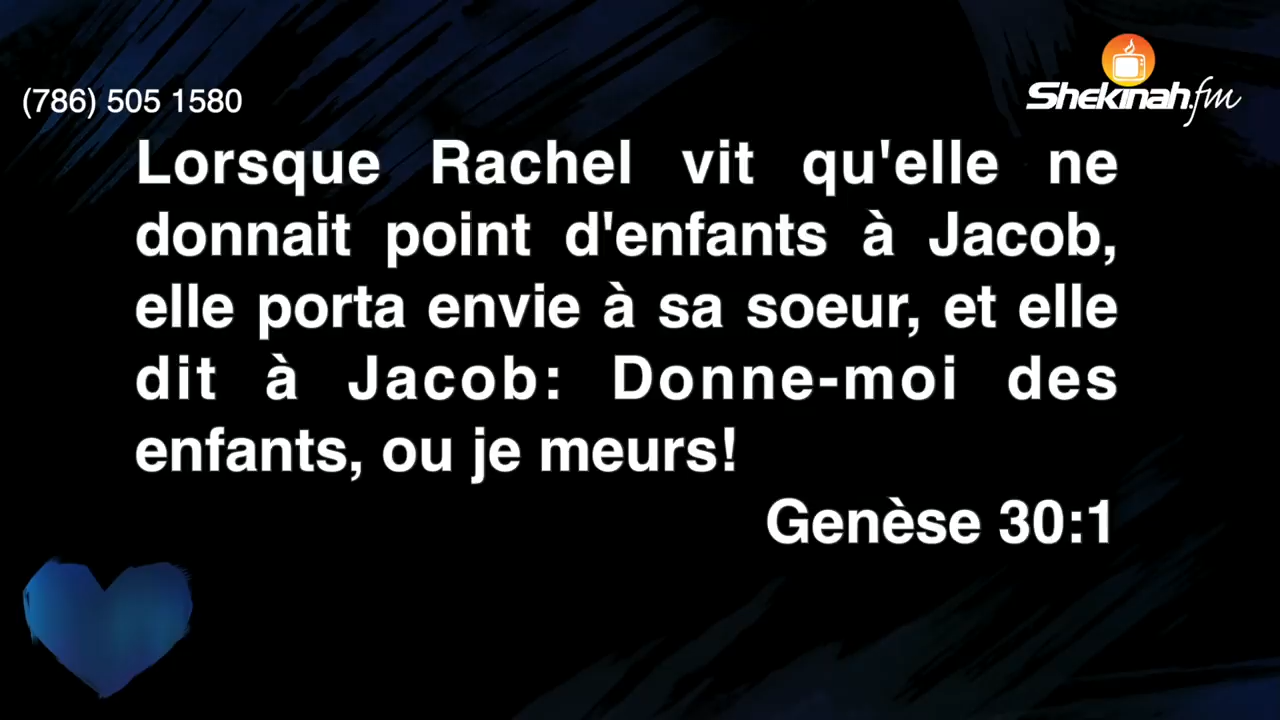 (786) 505 1580
Shekinah.fm
Lorsque Rachel vit qu'elle ne
donnait point d'enfants à Jacob,
elle porta envie à sa soeur, et elle
dit à Jacob: Donne-moi des
enfants, ou je meurs!
Genèse 30:1